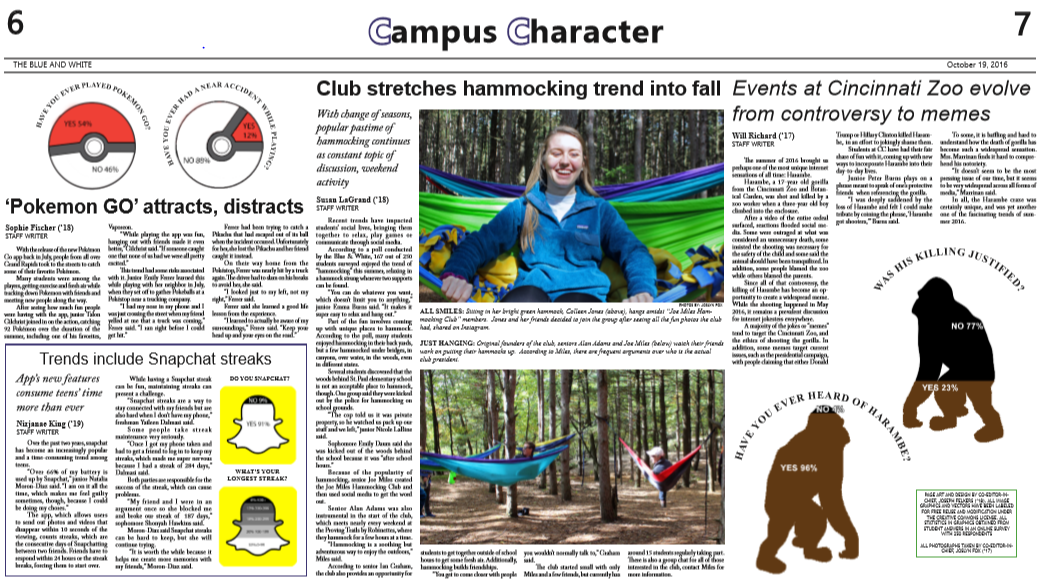 6
Campus Character
7
THE BLUE AND WHITE
October 19, 2016
HAVE YOU EVER PLAYED POKEMON GO?
YES 54%
NO 46%
HAVE YOU EVER HAD A NEAR ACCIDENT WHILE PLAYING?
YES
12%
NO 88%
'Pokemon GO' attracts, distracts
Sophie Fischer ('18)
STAFF WRITER
With the release of the new Pokemon
Go app back in July, people from all over
Grand Rapids took to the streets to catch
some of their favorite Pokemon.
Many students were among the
players, getting exercise and fresh air while
tracking down Pokemon with friends and
meeting new people along the way.
After seeing how much fun people
were having with the app, junior Talon
Gilchrist joined in on the action, catching
92 Pokemon over the duration of the
summer, including one of his favorites,
Vaporeon.
"While playing the app was fun,
hanging out with friends made it even
better," Gilchrist said. "If someone caught
one that none of us had we were all pretty
excited."
This trend had some risks associated
with it. Junior Emily Feezer learned this
while playing with her neighbor in July,
when they set off to gather Pokeballs at a
Pokestop near a trucking company.
"I had my nose in my phone and I
was just crossing the street when my friend
yelled at me that a truck was coming,"
Feezer said. "I ran right before I could
get hit."
Feezer had been trying to catch a
Pikachu that had escaped out of its ball
when the incident occurred. Unfortunately
for her, she lost the Pikachu and her friend
caught it instead.
On their way home from the
Pokestop, Feezer was nearly hit by a truck
again. The driver had to slam on his breaks
to avoid her, she said.
"I looked just to my left, not my
right," Feezer said.
Feezer said she learned a good life
lesson from the experience.
"I learned to actually be aware of my
surroundings," Feezer said. "Keep your
head up and your eyes on the road."
Trends include Snapchat streaks
App's new features
consume teens' time
more than ever
Nizjanae King ('19)
STAFF WRITER
Over the past two years, snapchat
has become an increasingly popular
and a time-consuming trend among
teens.
"Over 66% of my battery is
used up by Snapchat," junior Natalia
Moron-Diaz said. "I am on it all the
time, which makes me feel guilty
sometimes, though, because I could
be doing my chores."
The app, which allows users
to send out photos and videos that
disappear within 10 seconds of the
viewing, counts streaks, which are
the consecutive days of Snapchatting
between two friends. Friends have to
respond within 24 hours or the streak
breaks, forcing them to start over.
While having a Snapchat streak
can be fun, maintaining streaks can
present a challenge.
"Snapchat streaks are a way to
stay connected with my friends but are
also hard when I don't have my phone,"
freshman Yaileen Dalmasi said.
Some people take streak
maintenance very seriously.
"Once I got my phone taken and
had to get a friend to log in to keep my
streaks, which made me super nervous
because I had a streak of 284 days,"
Dalmasi said.
Both parties are responsible for the
success of the streak, which can cause
problems.
"My friend and I were in an
argument once so she blocked me
and broke our streak of 187 days,"
sophomore Shonyah Hawkins said.
Moron-Diaz said Snapchat streaks
can be hard to keep, but she will
continue trying.
"It is worth the while because it
helps me create more memories with
my friends," Moron-Diaz said.
DO YOU SNAPCHAT?
NO 9%
YES 91%
WHAT'S YOUR
LONGEST STREAK?
Club stretches hammocking trend into fall
With change of seasons,
popular pastime of
hammocking continues
as constant topic of
discussion, weekend
activity
Susan LaGrand ('18)
STAFF WRITER
Recent trends have impacted
students' social lives, bringing them
together to relax, play games or
communicate through social media.
According to a poll conducted
by the Blue & White, 167 out of 250
students surveyed enjoyed the trend of
"hammocking" this summer, relaxing in
a hammock strung wherever two supports
can be found.
"You can do whatever you want,
which doesn't limit you to anything,"
junior Emma Baran said. "It makes it
super easy to relax and hang out."
Part of the fun involves coming
up with unique places to hammock.
According to the poll, many students
enjoyed hammocking in their back yards,
but a few hammocked under bridges, in
canyons, over water, in the woods, even
in different states.
Several students discovered that the
woods behind St. Paul elementary school
is not an acceptable place to hammock,
though. One group said they were kicked
out by the police for hammocking on
school grounds.
"The cop told us it was private
property, so he watched us pack up our
stuff and we left," junior Nicole LaHuis
said.
Sophomore Emily Dunn said she
was kicked out of the woods behind
the school because it was "after school
hours."
Because of the popularity of
hammocking, senior Joe Miles created
the Joe Miles Hammocking Club and
then used social media to get the word
out.
Senior Alan Adams was also
instrumental in the start of the club,
which meets nearly every weekend at
the Proving Trails by Robinettes, where
they hammock for a few hours at a time.
"Hammocking is a nothing but
adventurous way to enjoy the outdoors,"
Miles said.
According to senior Ian Graham,
the club also provides an opportunity for
PHOTOS BY JOSLYN FOX
ALL SMILES: Sitting in her bright green hammock, Colleen Jones (above), hangs amidst "Joe Miles Ham-
mocking Club" members. Jones and her friends decided to join the group after seeing all the fun photos the club
had, shared on Instagram.
JUST HANGING: Original founders of the club, seniors Alan Adams and Joe Miles (below) watch their friends
work on putting their hammocks up. According to Miles, there are frequent arguments over who is the actual
club president.
students to get together outside of school
hours to get some fresh air. Additionally,
hammocking builds friendships.
"You get to come closer with people
you wouldn't normally talk to," Graham
said.
The club started small with only
Miles and a few friends, but currently has
around 15 students regularly taking part.
There is also a group chat for all of those
interested in the club, contact Miles for
more information.
Events at Cincinnati Zoo evolve
from controversy to memes
Will Richard ('17)
STAFF WRITER
The summer of 2016 brought us
perhaps one of the most unique internet
sensations of all time: Harambe.
Harambe, a 17 year old gorilla
from the Cincinnati Zoo and Botan-
ical Garden, was shot and killed by a
zoo worker when a three year old boy
climbed into the enclosure.
After a video of the entire ordeal
surfaced, reactions flooded social me-
dia. Some were outraged at what was
considered an unnecessary death, some
insisted the shooting was necessary for
the safety of the child and some said the
animal should have been tranquilized. In
addition, some people blamed the zoo
while others blamed the parents.
Since all of that controversy, the
killing of Harambe has become an op-
portunity to create a widespread meme.
While the shooting happened in May
2016, it remains a prevalent discussion
for internet jokesters everywhere.
A majority of the jokes or "memes"
tend to target the Cincinnati Zoo, and
the ethics of shooting the gorilla. In
addition, some memes target current
issues, such as the presidential campaign,
with people claiming that either Donald
Trump or Hillary Clinton killed Haram-
be, in an effort to jokingly shame them.
Students at CC have had their fair
share of fun with it, coming up with new
ways to incorporate Harambe into their
day-to-day lives.
Junior Peter Buren plays on a
phrase meant to speak of one's protective
friends when referencing the gorilla.
"I was deeply saddened by the
loss of Harambe and felt I could make
tribute by coining the phrase, 'Harambe
got shooters,'" Buren said.
To some, it is baffling and hard to
understand how the death of gorilla has
become such a widespread sensation.
Mrs. Marrinan finds it hard to compre-
hend his notoriety.
"It doesn't seem to be the most
pressing issue of our time, but it seems
to be very widespread across all forms of
media," Marrinan said.
In all, the Harambe craze was
certainly unique, and was yet another
one of the fascinating trends of sum-
mer 2016.
WAS HIS KILLING JUSTIFIED?
NO 77%
YES 23%
HAVE YOU EVER HEARD OF HARAMBE?
NO 4%
YES 96%
PAGE ART AND DESIGN BY CO-EDITOR-IN-
CHIEF, JOSEPH FELKERS ('18). ALL IMAGE
GRAPHICS AND VECTORS HAVE BEEN LABELED
FOR FREE REUSE AND MODIFICATION UNDER
THE CREATIVE COMMONS LICENSE. ALL
STATISTICS IN GRAPHICS OBTAINED FROM
STUDENT ANSWERS IN AN ONLINE SURVEY
WITH 250 RESPONDENTS
ALL PHOTOGRAPHS TAKEN BY CO-EDITOR-IN-
CHIEF, JOSLYN FOX ('17)